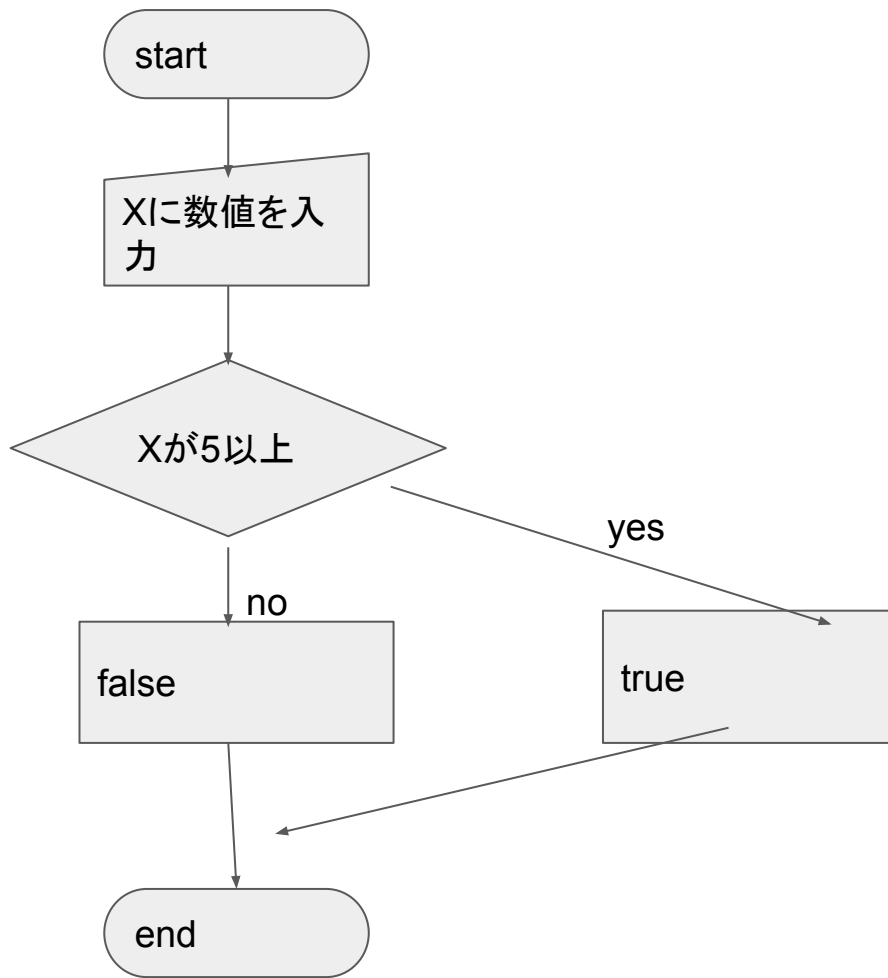 start
Xに数値を入
力
Xが5以上
yes
no
false
true
end